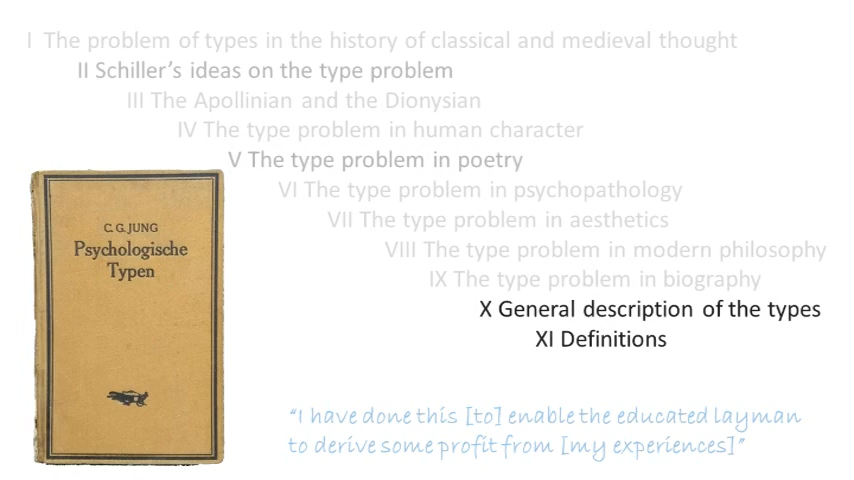 I The problem of types in the history of classical and medieval thought
II Schiller's ideas on the type problem
III The Apollinian and the Dionysian
IV The type problem in human character
V The type problem in poetry
VI The type problem in psychopathology
VII The type problem in aesthetics
VIII The type problem in modern philosophy
IX The type problem in biography
X General description of the types
XI Definitions
C. G. JUNG
Psychologische
Typen
“I have done this [to] enable the educated layman
to derive some profit from [my experiences]”